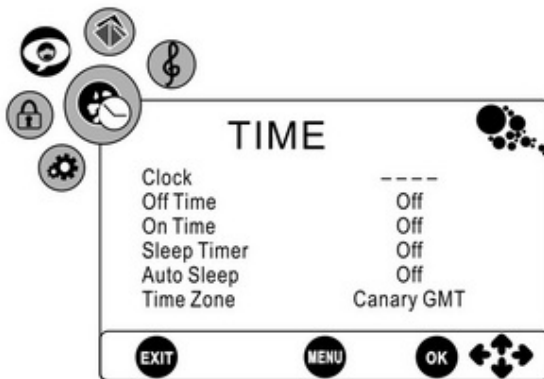 TIME
Clock – – – –
Off Time Off
On Time Off
Sleep Timer Off
Auto Sleep Off
Time Zone Canary GMT
EXIT MENU OK